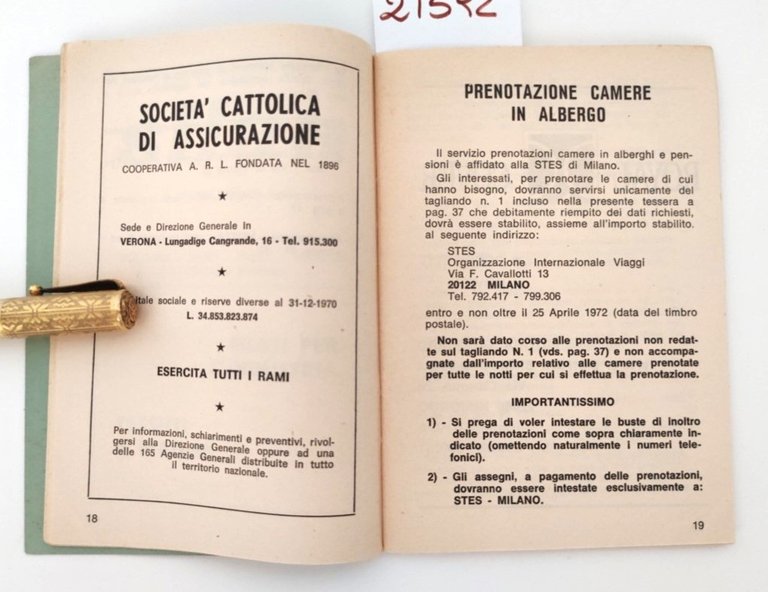 21592
SOCIETA' CATTOLICA
DI ASSICURAZIONE
COOPERATIVA A. R. L. FONDATA NEL 1896
★
Sede e Direzione Generale In
VERONA - Lungadige Cangrande, 16 - Tel. 915.300
★
itale sociale e riserve diverse al 31-12-1970
L. 34.853.823.874
★
ESERCITA TUTTI I RAMI
★
Per informazioni, schiarimenti e preventivi, rivol-
gersi alla Direzione Generale oppure ad una
delle 165 Agenzie Generali distribuite in tutto
il territorio nazionale.
18
PRENOTAZIONE CAMERE
IN ALBERGO
Il servizio prenotazioni camere in alberghi e pen-
sioni è affidato alla STES di Milano.
Gli interessati, per prenotare le camere di cui
hanno bisogno, dovranno servirsi unicamente del
tagliando n. 1 incluso nella presente tessera a
pag. 37 che debitamente riempito dei dati richiesti,
dovrà essere stabilito, assieme all'importo stabilito.
al seguente indirizzo:
STES
Organizzazione Internazionale Viaggi
Via F. Cavallotti 13
20122 MILANO
Tel. 792.417 - 799.306
entro e non oltre il 25 Aprile 1972 (data del timbro
postale).
Non sarà dato corso alle prenotazioni non redat-
te sul tagliando N. 1 (vds. pag. 37) e non accompa-
gnate dall'importo relativo alle camere prenotate
per tutte le notti per cui si effettua la prenotazione.
IMPORTANTISSIMO
1) - Si prega di voler intestare le buste di inoltro
delle prenotazioni come sopra chiaramente in-
dicato (omettendo naturalmente i numeri tele-
fonici).
2) - Gli assegni, a pagamento delle prenotazioni,
dovranno essere intestate esclusivamente a:
STES - MILANO.
19